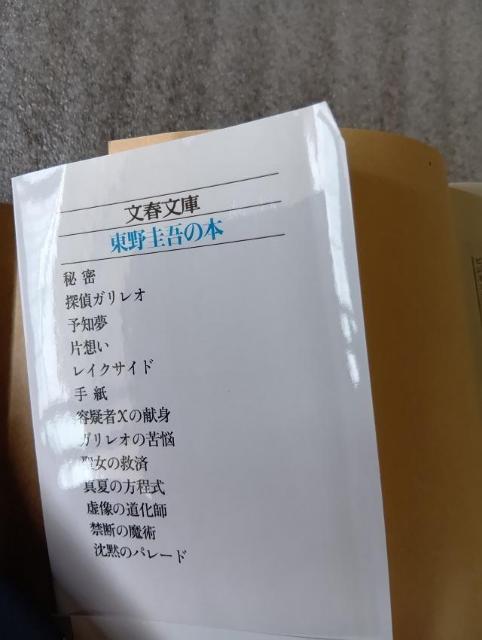 文春文庫
東野圭吾の本
秘密
探偵ガリレオ
予知夢
片想い
レイクサイド
手紙
容疑者Xの献身
ガリレオの苦悩
聖女の救済
真夏の方程式
虚像の道化師
禁断の魔術
沈黙のパレード